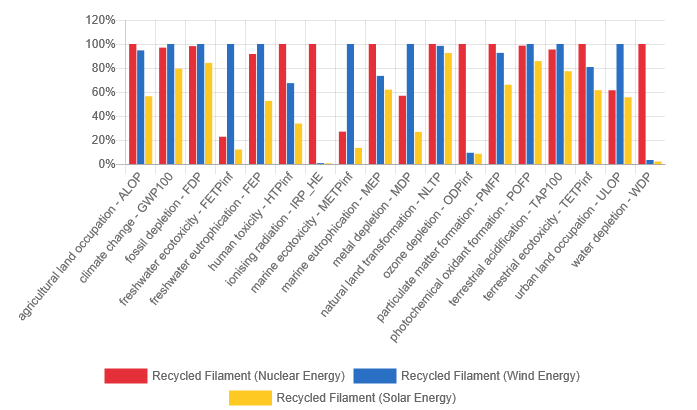 120%
100%
80%
60%
40%
20%
0%
agricultural land occupation - ALOP
climate change - GWP100
fossil depletion - FDP
freshwater ecotoxicity - FETPinf
freshwater eutrophication - FEP
human toxicity - HTPinf
ionising radiation - IRP_HE
marine ecotoxicity - METPinf
marine eutrophication - MEP
metal depletion - MDP
natural land transformation - NLTP
ozone depletion - ODPinf
particulate matter formation - PMFP
photochemical oxidant formation - POFP
terrestrial acidification - TAP100
terrestrial ecotoxicity - TETPinf
urban land occupation - ULOP
water depletion - WDP
Recycled Filament (Nuclear Energy)
Recycled Filament (Wind Energy)
Recycled Filament (Solar Energy)